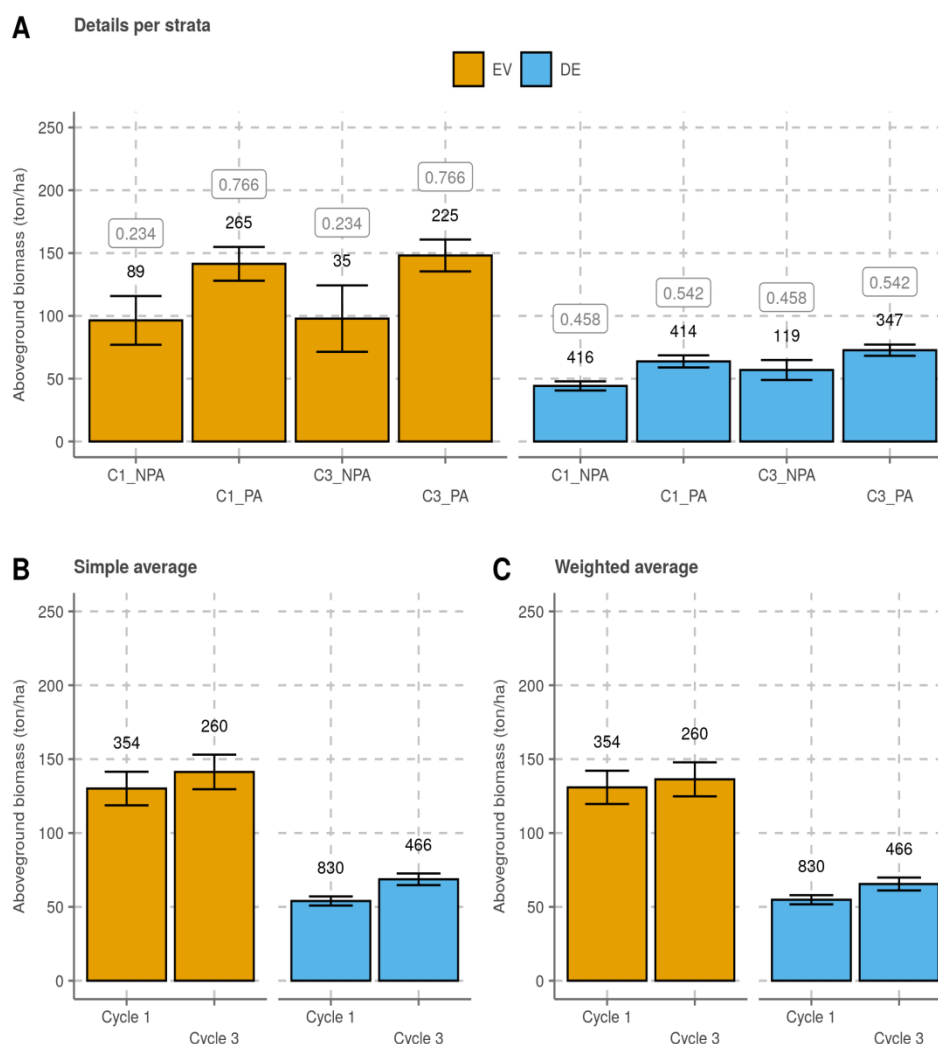 A Details per strata
EV DE
Aboveground biomass (ton/ha)
250
200
150
100
50
0
0.234 0.766 0.234 0.766
89 265 35 225
0.458 0.542 0.458 0.542
416 414 119 347
C1_NPA C3_NPA C1_NPA C3_NPA
C1_PA C3_PA C1_PA C3_PA
B Simple average
Aboveground biomass (ton/ha)
250
200
150
100
50
0
354 260
830 466
Cycle 1 Cycle 1
Cycle 3 Cycle 3
C Weighted average
Aboveground biomass (ton/ha)
250
200
150
100
50
0
354 260
830 466
Cycle 1 Cycle 1
Cycle 3 Cycle 3